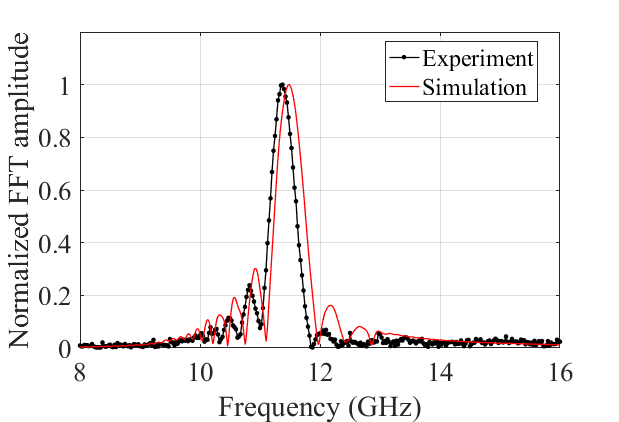 Experiment
Simulation
Normalized FFT amplitude
1
0.8
0.6
0.4
0.2
0
8 10 12 14 16
Frequency (GHz)